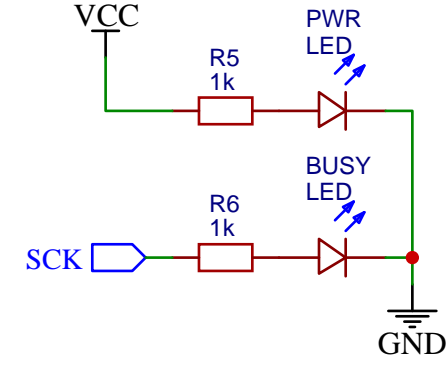 VCC
PWR
LED
R5
1k
BUSY
LED
R6
1k
SCK
GND